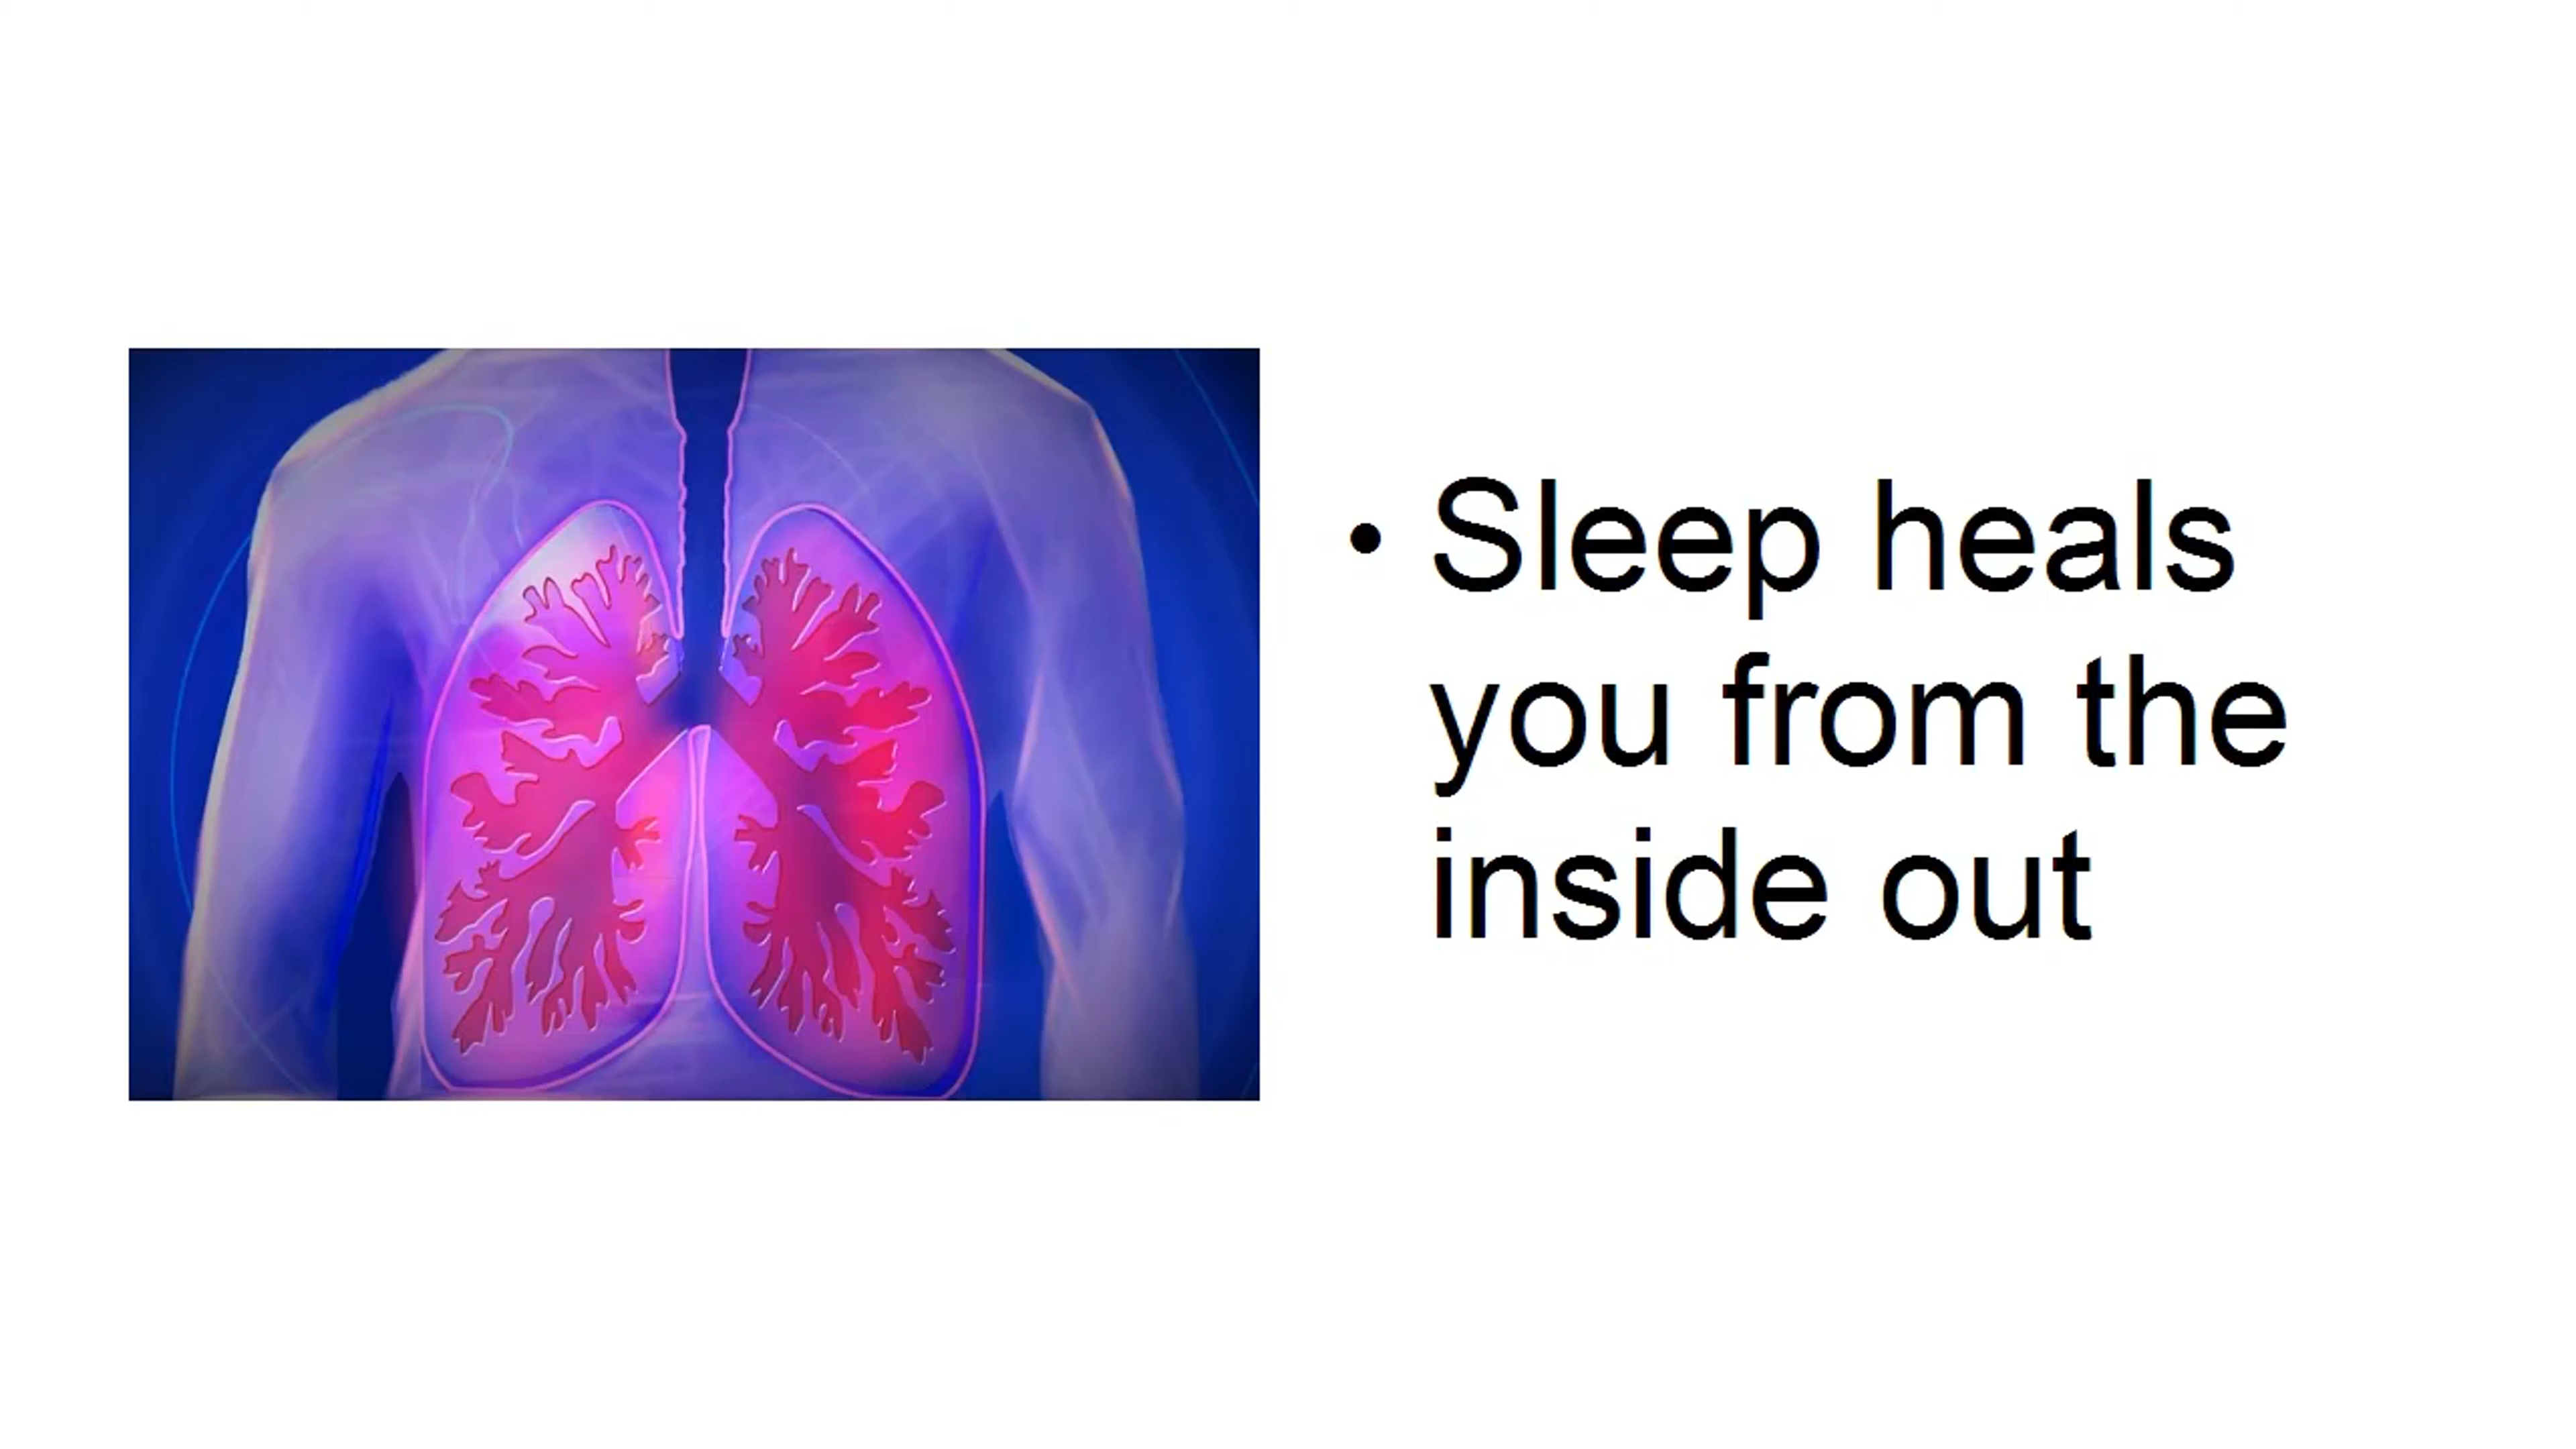 • Sleep heals
you from the
inside out